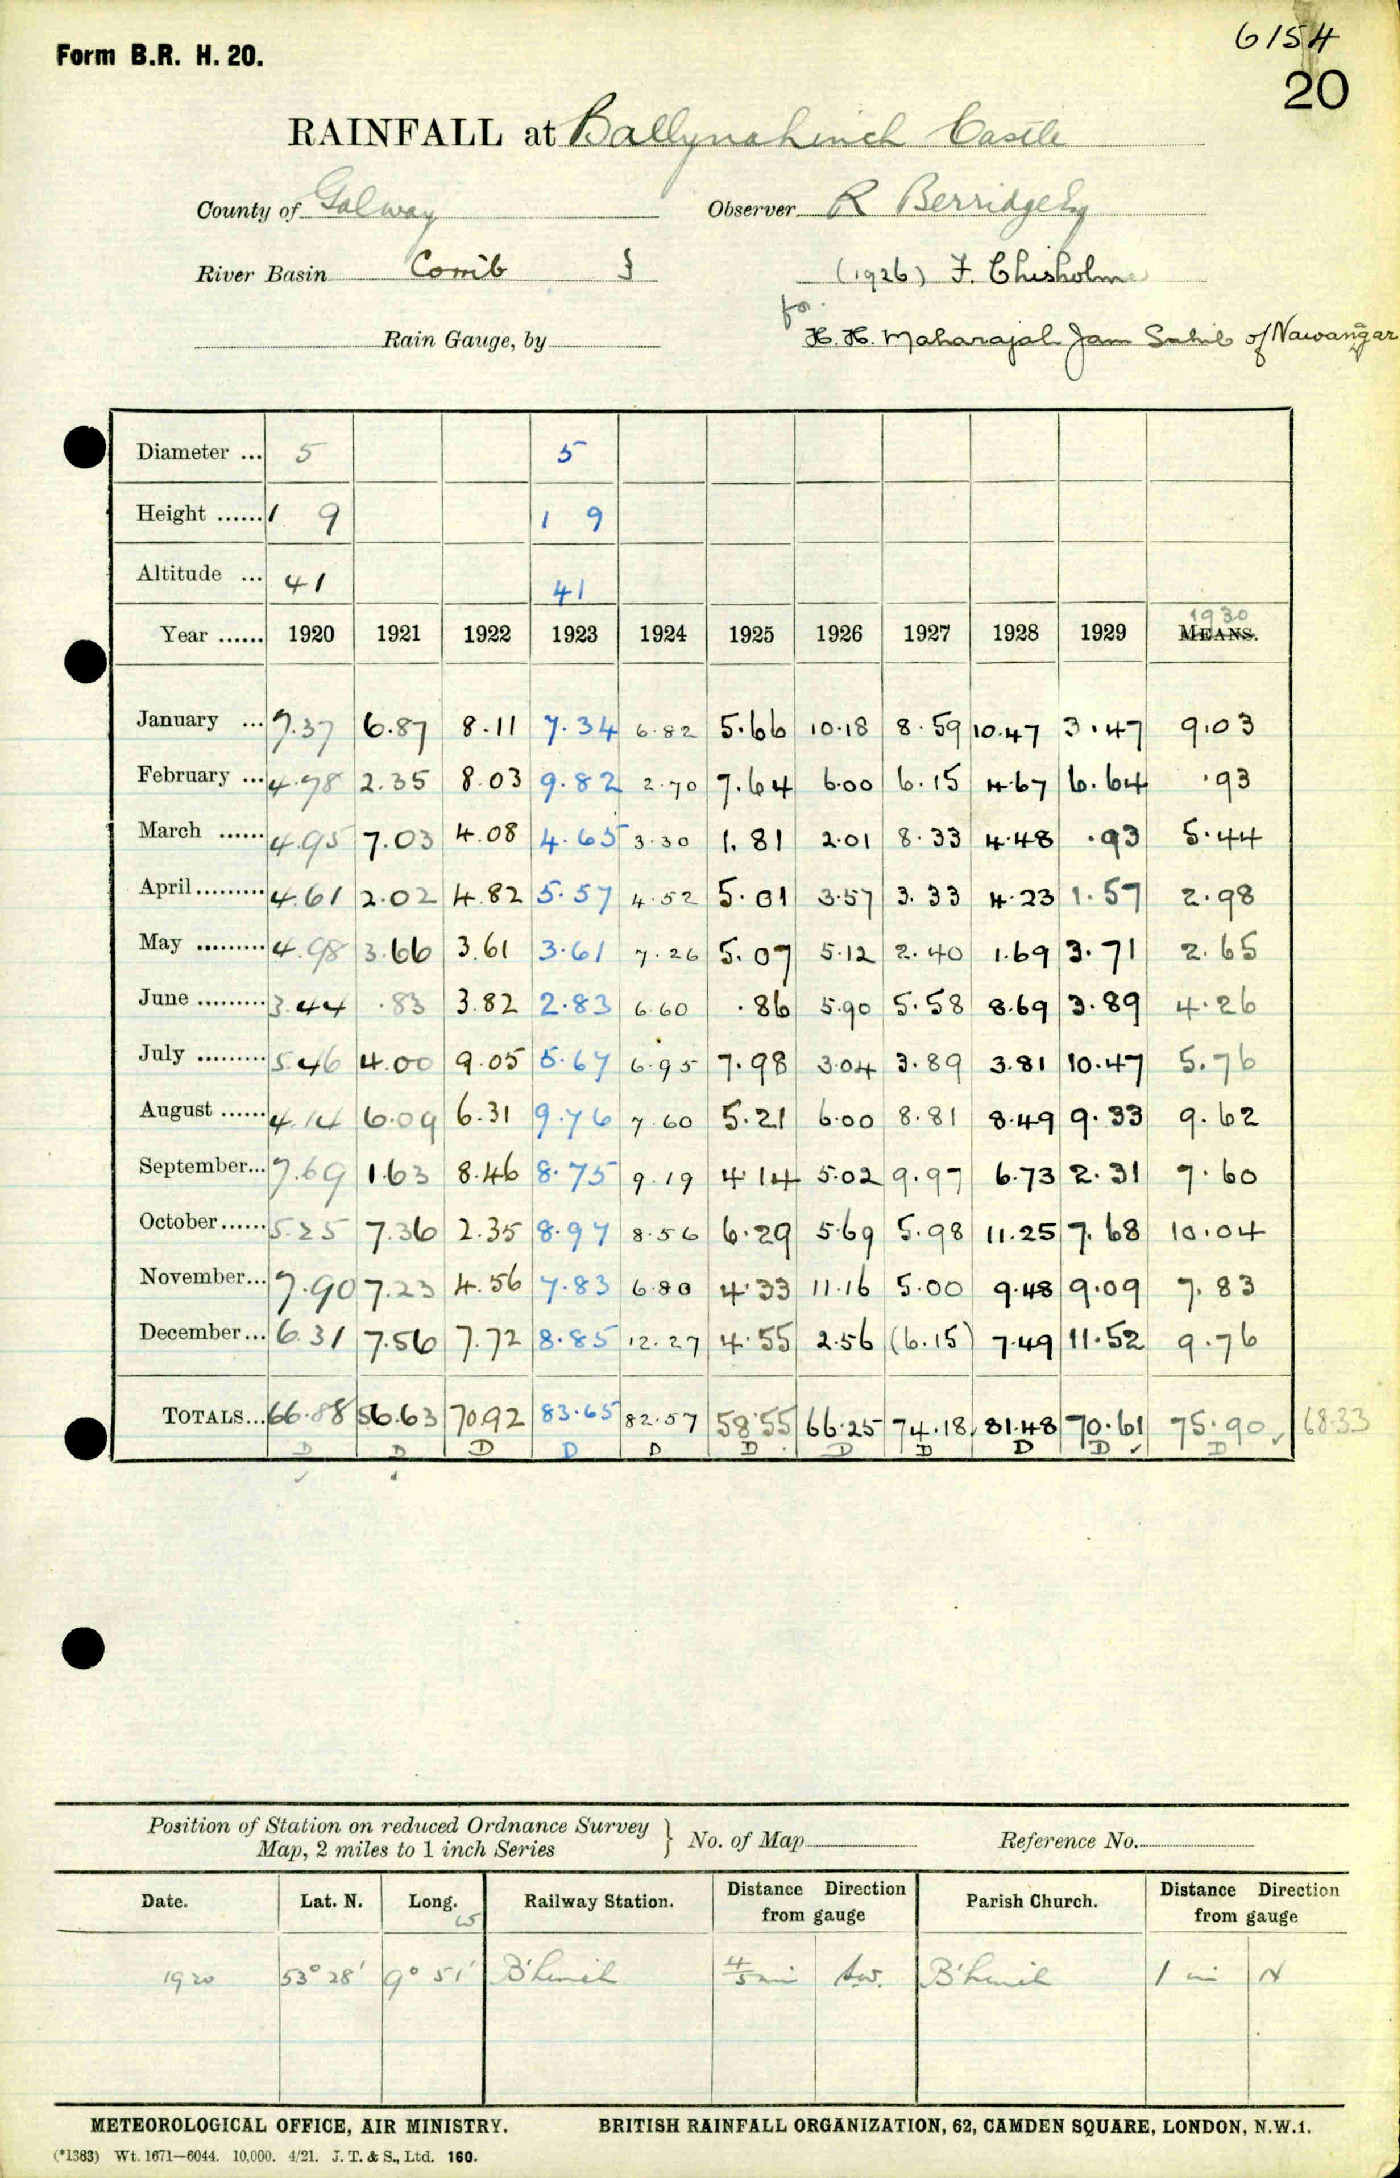 6154
Form B.R. H. 20.
20
RAINFALL at Ballynahinch Castle
County of Galway Observer R Berridge Esq
River Basin Corrib } (1926) F. Chisholm
for
Rain Gauge, by H. H. Maharajah Jam Sahib of Nawangar
Diameter ... 5 5
Height ...... 1 9 1 9
Altitude ... 41 41
1930
Year ...... 1920 1921 1922 1923 1924 1925 1926 1927 1928 1929 MEANS.
January ... 7.37 6.87 8.11 7.34 6.82 5.66 10.18 8.59 10.47 3.47 9.03
February ... 4.98 2.35 8.03 9.82 2.70 7.64 6.00 6.15 4.67 6.64 .93
March ...... 4.95 7.03 4.08 4.65 3.30 1.81 2.01 8.33 4.48 .93 5.44
April ......... 4.61 2.02 4.82 5.57 4.52 5.01 3.57 3.33 4.23 1.57 2.98
May ......... 4.98 3.66 3.61 3.61 7.26 5.07 5.12 2.40 1.69 3.71 2.65
June ......... 3.44 .83 3.82 2.83 6.60 .86 5.90 5.58 8.69 3.89 4.26
July ......... 5.46 4.00 9.05 5.67 6.95 7.98 3.04 3.89 3.81 10.47 5.76
August ...... 4.14 6.09 6.31 9.76 7.60 5.21 6.00 8.81 8.49 9.33 9.62
September... 7.69 1.63 8.46 8.75 9.19 4.14 5.02 9.97 6.73 2.31 7.60
October ...... 5.25 7.36 2.35 8.97 8.56 6.29 5.69 5.98 11.25 7.68 10.04
November... 7.90 7.23 4.56 7.83 6.80 4.33 11.16 5.00 9.48 9.09 7.83
December ... 6.31 7.56 7.72 8.85 12.27 4.55 2.56 (6.15) 7.49 11.52 9.76
TOTALS... 66.88 56.63 70.92 83.65 82.57 58.55 66.25 74.18 81.48 70.61 75.90 68.33
D D D D D D D D D D D
Position of Station on reduced Ordnance Survey
Map, 2 miles to 1 inch Series } No. of Map Reference No.
Date. Lat. N. Long. W Railway Station. Distance Direction from gauge Parish Church. Distance Direction from gauge
1920 53° 28' 9° 51' B'hinch 4/5 mi SW. B'hinch 1 mi N
METEOROLOGICAL OFFICE, AIR MINISTRY. BRITISH RAINFALL ORGANIZATION, 62, CAMDEN SQUARE, LONDON, N.W.1.
(*1383) Wt. 1671—6044. 10,000. 4/21. J. T. & S., Ltd. 160.